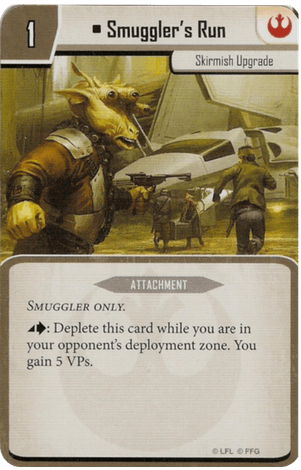 1
■ Smuggler's Run
Skirmish Upgrade
ATTACHMENT
SMUGGLER ONLY.
: Deplete this card while you are in
your opponent's deployment zone. You
gain 5 VPs.
© LFL © FFG